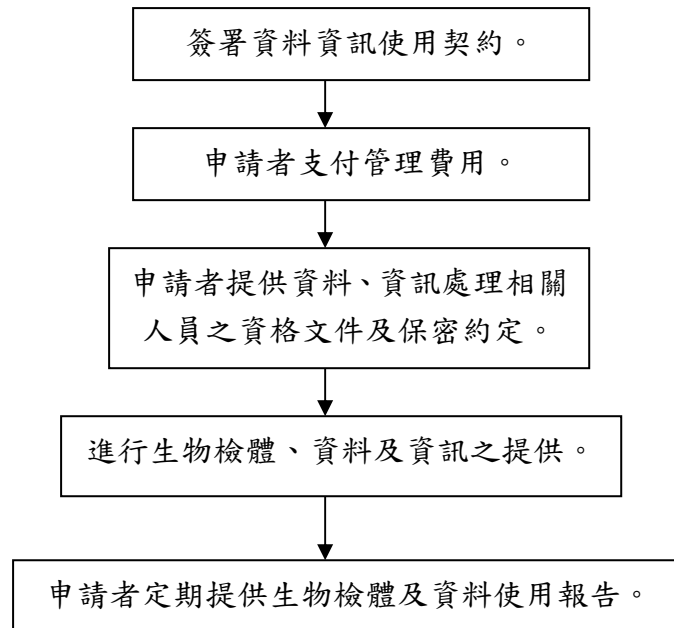 簽署資料資訊使用契約。
申請者支付管理費用。
申請者提供資料、資訊處理相關
人員之資格文件及保密約定。
進行生物檢體、資料及資訊之提供。
申請者定期提供生物檢體及資料使用報告。